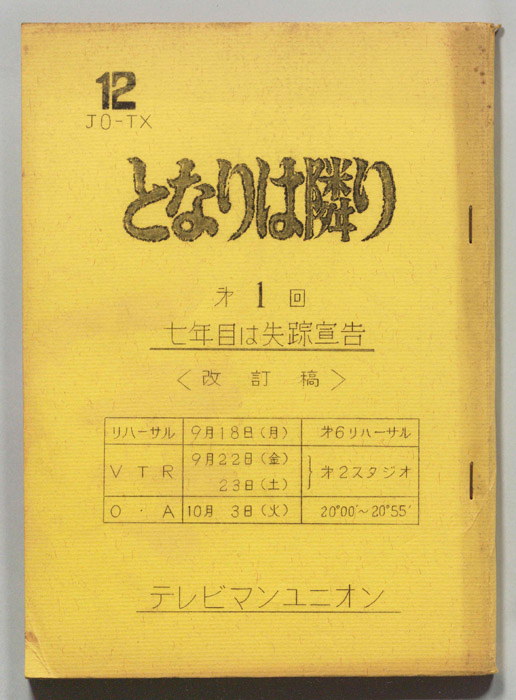 12
JO-TX
となりは隣り
才1回
七年目は失踪宣告
〈改訂稿〉
リハーサル 9月18日(月) 才6リハーサル
VTR 9月22日(金) 23日(土) 才2スタジオ
O・A 10月 3日(火) 20°00′〜20°55′
テレビマンユニオン